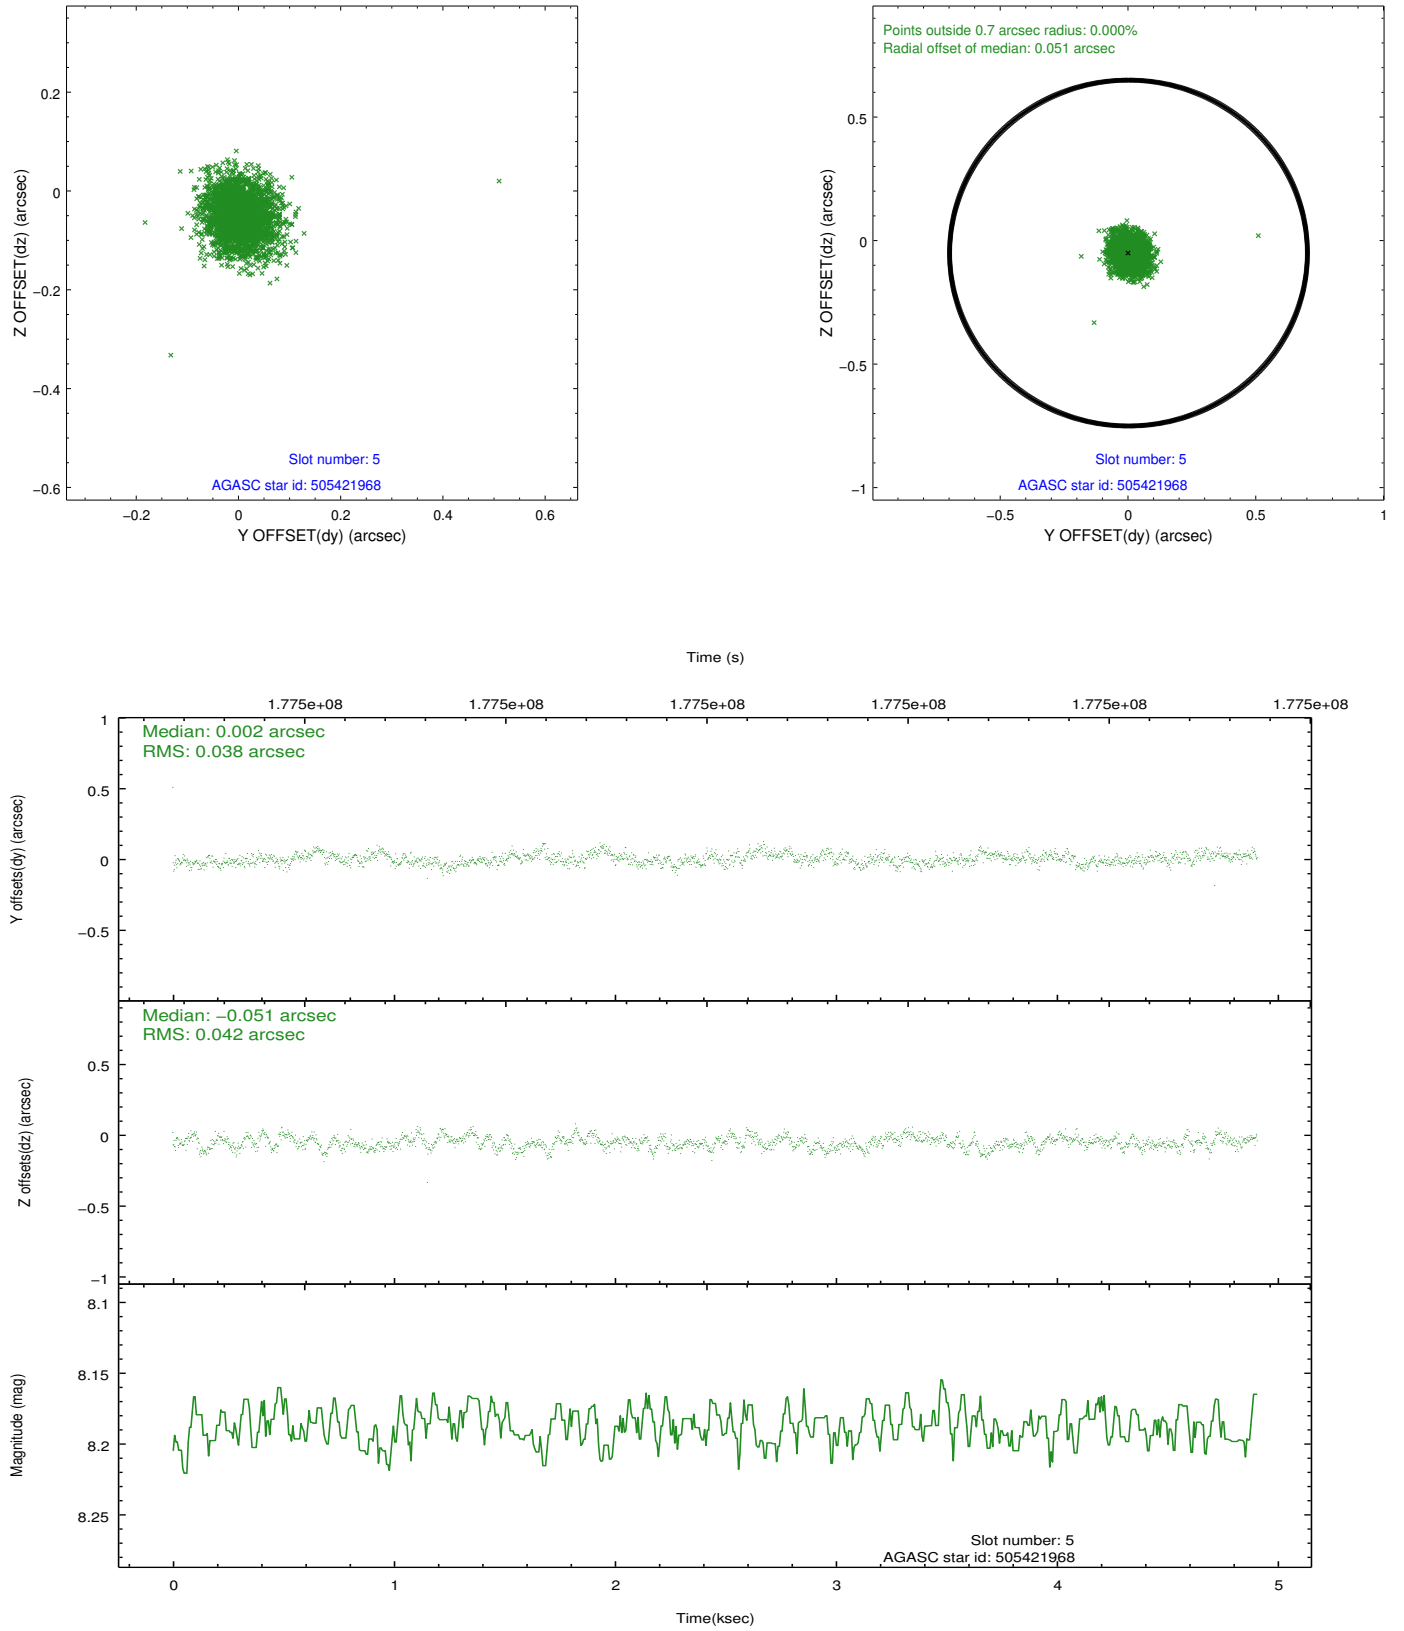 0.2
0
−0.2
−0.4
−0.6
Z OFFSET(dz) (arcsec)
Slot number: 5
AGASC star id: 505421968
−0.2
0
0.2
0.4
0.6
Y OFFSET(dy) (arcsec)
Points outside 0.7 arcsec radius: 0.000%
Radial offset of median: 0.051 arcsec
0.5
0
−0.5
−1
Z OFFSET(dz) (arcsec)
Slot number: 5
AGASC star id: 505421968
−0.5
0
0.5
1
Y OFFSET(dy) (arcsec)
Time (s)
1.775e+08
1.775e+08
1.775e+08
1.775e+08
1.775e+08
1.775e+08
Median: 0.002 arcsec
RMS: 0.038 arcsec
1
0.5
0
−0.5
Y offsets(dy) (arcsec)
Median: −0.051 arcsec
RMS: 0.042 arcsec
0.5
0
−0.5
−1
Z offsets(dz) (arcsec)
8.1
8.15
8.2
8.25
Magnitude (mag)
Slot number: 5
AGASC star id: 505421968
0
1
2
3
4
5
Time(ksec)